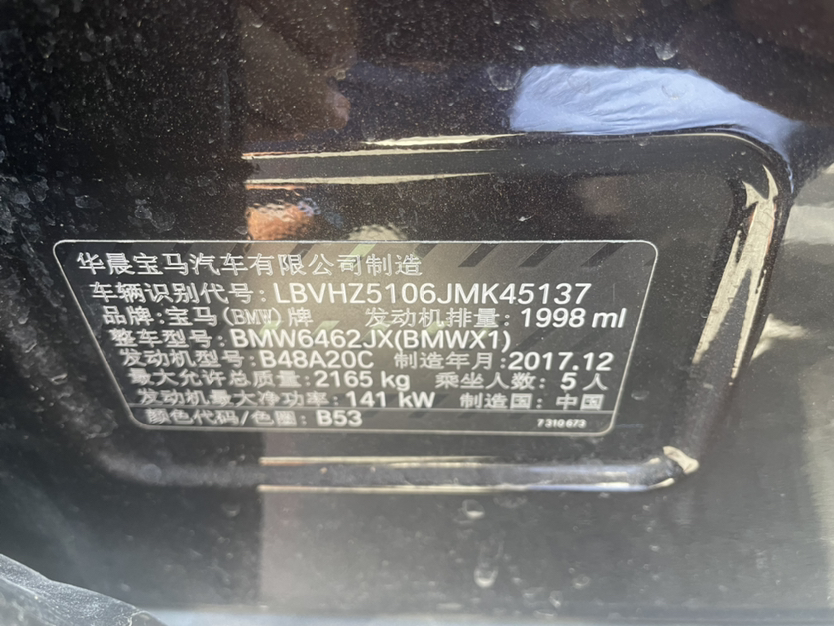 华晨宝马汽车有限公司制造
车辆识别代号:LBVHZ5106JMK45137
品牌:宝马(BMW)牌 发动机排量:1998 ml
整车型号:BMW6462JX(BMWX1)
发动机型号:B48A20C 制造年月:2017.12
最大允许总质量:2165 kg 乘坐人数:5人
发动机最大净功率:141 kW 制造国:中国
颜色代码/色圈:B53 7 310 673